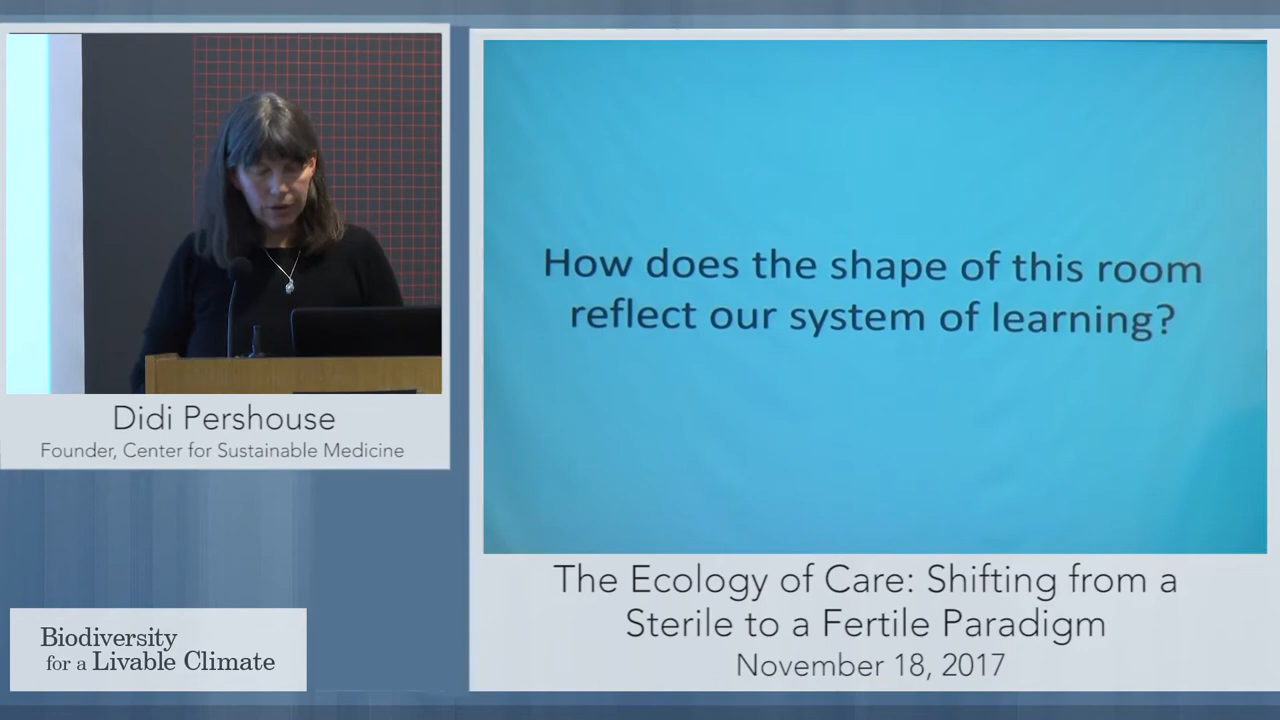 Didi Pershouse
Founder, Center for Sustainable Medicine
Biodiversity
for a Livable Climate
How does the shape of this room
reflect our system of learning?
The Ecology of Care: Shifting from a
Sterile to a Fertile Paradigm
November 18, 2017